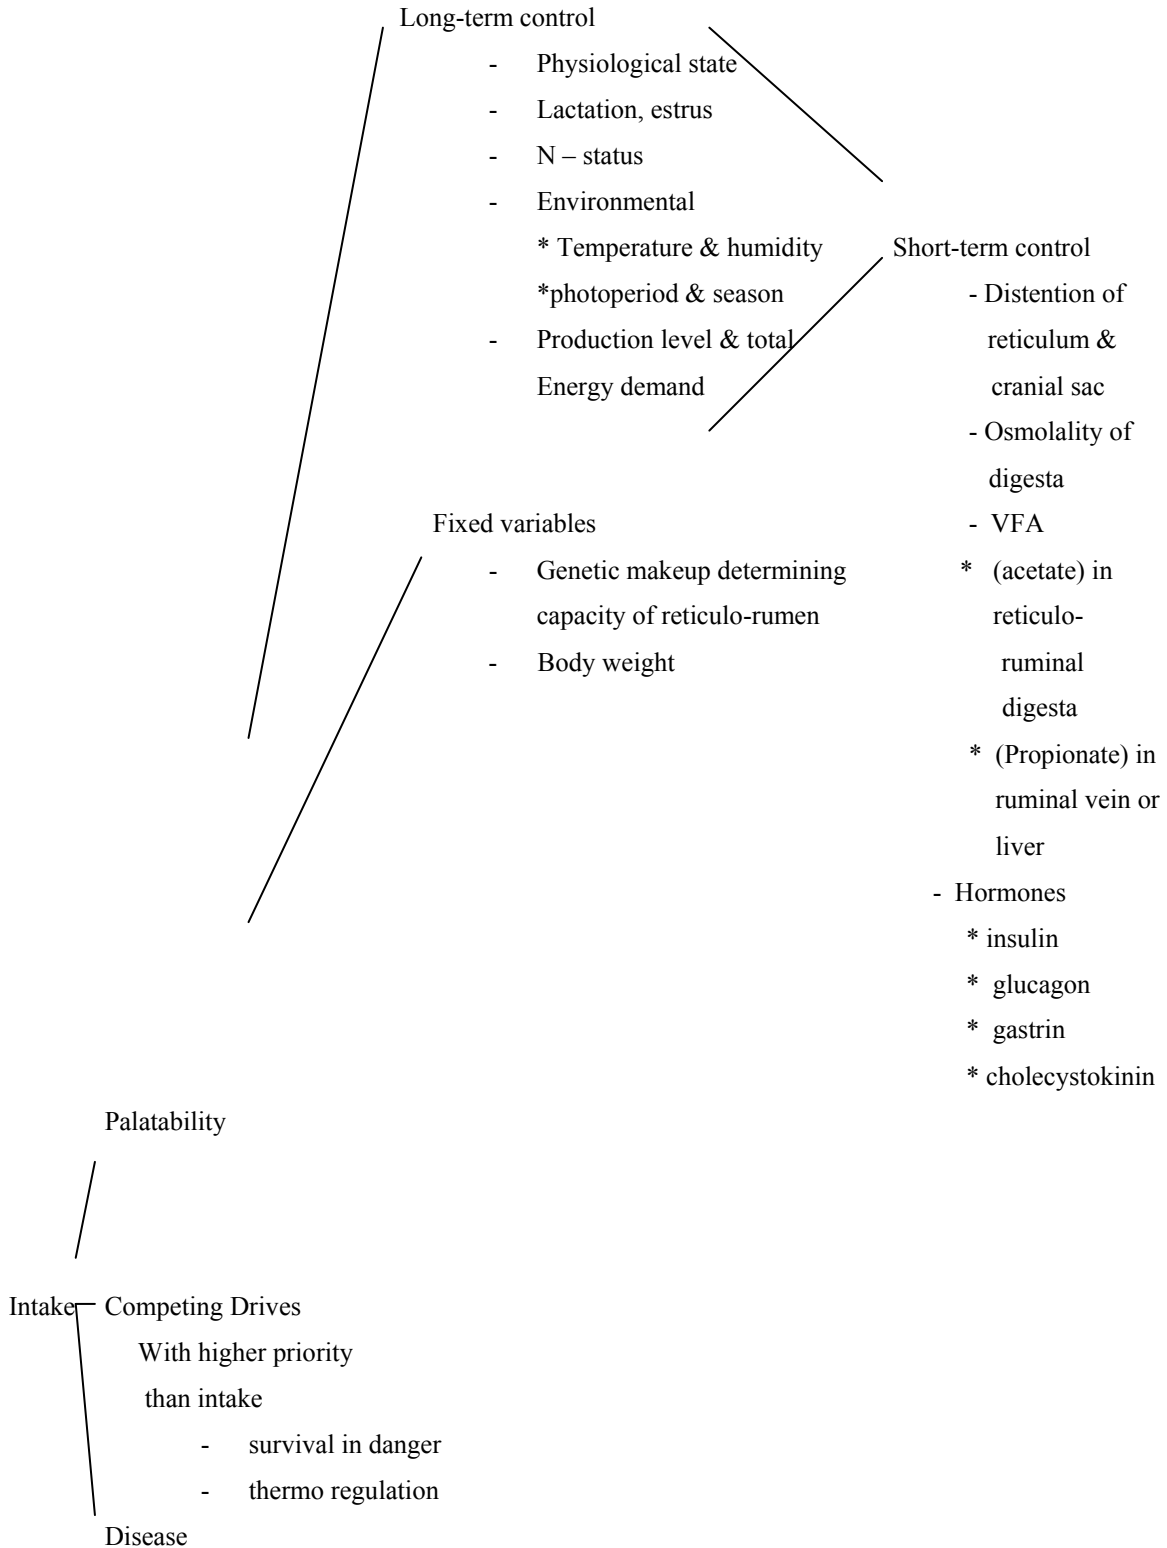 Long-term control
- Physiological state
- Lactation, estrus
- N – status
- Environmental
* Temperature & humidity
*photoperiod & season
- Production level & total
Energy demand
Short-term control
- Distention of
reticulum &
cranial sac
- Osmolality of
digesta
- VFA
* (acetate) in
reticulo-
ruminal
digesta
* (Propionate) in
ruminal vein or
liver
- Hormones
* insulin
* glucagon
* gastrin
* cholecystokinin
Fixed variables
- Genetic makeup determining
capacity of reticulo-rumen
- Body weight
Palatability
Intake
Competing Drives
With higher priority
than intake
- survival in danger
- thermo regulation
Disease